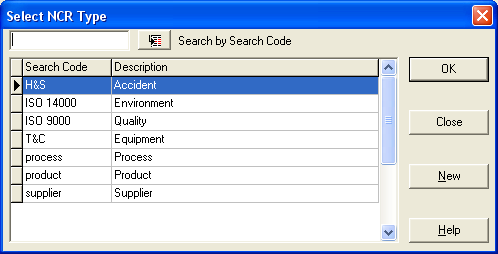 Select NCR Type
Search by Search Code
Search Code Description
H&S Accident
ISO 14000 Environment
ISO 9000 Quality
T&C Equipment
process Process
product Product
supplier Supplier
OK
Close
New
Help